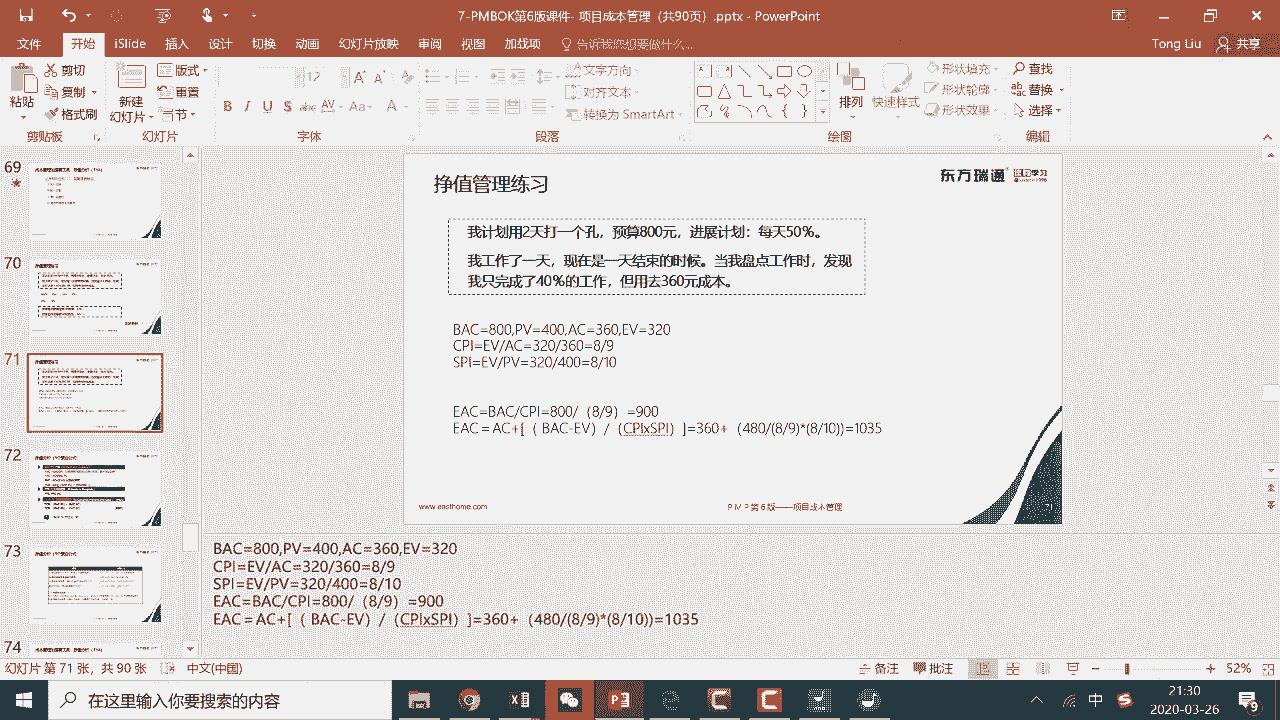 7-PMBOK第6版课件- 项目成本管理（共90页）.pptx - PowerPoint
文件 开始 iSlide 插入 设计 切换 动画 幻灯片放映 审阅 视图 加载项 告诉我您想要做什么... Tong Liu 共享
剪切 版式 12 文字方向 形状填充 查找
粘贴 复制 新建 重置 对齐文本 排列 快速样式 形状轮廓 替换
格式刷 幻灯片 节 B I U S abc AV Aa A 转换为 SmartArt 形状效果 选择
剪贴板 幻灯片 字体 段落 绘图 编辑
69
70
71
72
73
74
挣值管理练习
东方瑞通
我计划用2天打一个孔，预算800元，进展计划：每天50%。
我工作了一天，现在是一天结束的时候。当我盘点工作时，发现
我只完成了40%的工作，但用去360元成本。
BAC=800,PV=400,AC=360,EV=320
CPI=EV/AC=320/360=8/9
SPI=EV/PV=320/400=8/10
EAC=BAC/CPI=800/（8/9）=900
EAC=AC+[（ BAC-EV）/（CPIxSPI）]=360+（480/(8/9)*(8/10))=1035
www.easthome.com
PMP第6版——项目成本管理
BAC=800,PV=400,AC=360,EV=320
CPI=EV/AC=320/360=8/9
SPI=EV/PV=320/400=8/10
EAC=BAC/CPI=800/（8/9）=900
EAC=AC+[（ BAC-EV）/（CPIxSPI）]=360+（480/(8/9)*(8/10))=1035
幻灯片 第 71 张，共 90 张 中文(中国) 备注 批注 52%
在这里输入你要搜索的内容
中
21:30
2020-03-26